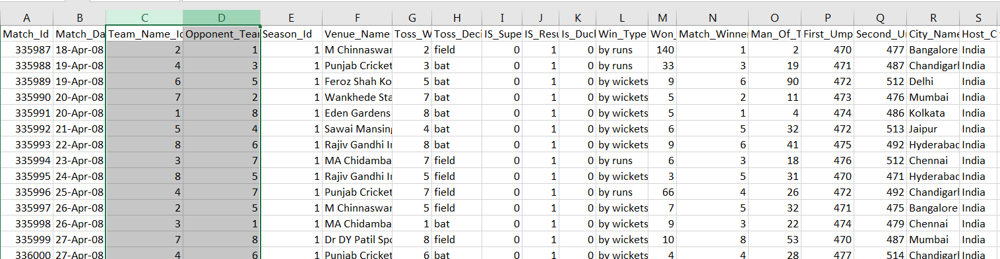 A B C D E F G H I J K L M N O P Q R S
Match_Id Match_Da Team_Name_Id Opponent_Tear Season_Id Venue_Name Toss_W Toss_Deci IS_Supe IS_Resu Is_Duck Win_Type Won_ Match_Winner Man_Of_T First_Ump Second_U City_Name Host_C
335987 18-Apr-08 2 1 1 M Chinnaswar 2 field 0 1 0 by runs 140 1 2 470 477 Bangalore India
335988 19-Apr-08 4 3 1 Punjab Cricket 3 bat 0 1 0 by runs 33 3 19 471 487 Chandigarl India
335989 19-Apr-08 6 5 1 Feroz Shah Ko 5 bat 0 1 0 by wickets 9 6 90 472 512 Delhi India
335990 20-Apr-08 7 2 1 Wankhede Sta 7 bat 0 1 0 by wickets 5 2 11 473 476 Mumbai India
335991 20-Apr-08 1 8 1 Eden Gardens 8 bat 0 1 0 by wickets 5 1 4 474 486 Kolkata India
335992 21-Apr-08 5 4 1 Sawai Mansing 4 bat 0 1 0 by wickets 6 5 32 472 513 Jaipur India
335993 22-Apr-08 8 6 1 Rajiv Gandhi I 8 bat 0 1 0 by wickets 9 6 41 475 492 Hyderabac India
335994 23-Apr-08 3 7 1 MA Chidamba 7 field 0 1 0 by runs 6 3 18 476 512 Chennai India
335995 24-Apr-08 8 5 1 Rajiv Gandhi I 5 field 0 1 0 by wickets 3 5 31 470 471 Hyderabac India
335996 25-Apr-08 4 7 1 Punjab Cricket 7 field 0 1 0 by runs 66 4 26 472 492 Chandigarl India
335997 26-Apr-08 2 5 1 M Chinnaswar 5 field 0 1 0 by wickets 7 5 32 471 475 Bangalore India
335998 26-Apr-08 3 1 1 MA Chidamba 1 bat 0 1 0 by wickets 9 3 22 474 479 Chennai India
335999 27-Apr-08 7 8 1 Dr DY Patil Spo 8 field 0 1 0 by wickets 10 8 53 470 487 Mumbai India
336000 27-Apr-08 4 6 1 Punjab Cricket 6 bat 0 1 0 by wickets 4 4 28 477 514 Chandigarl India